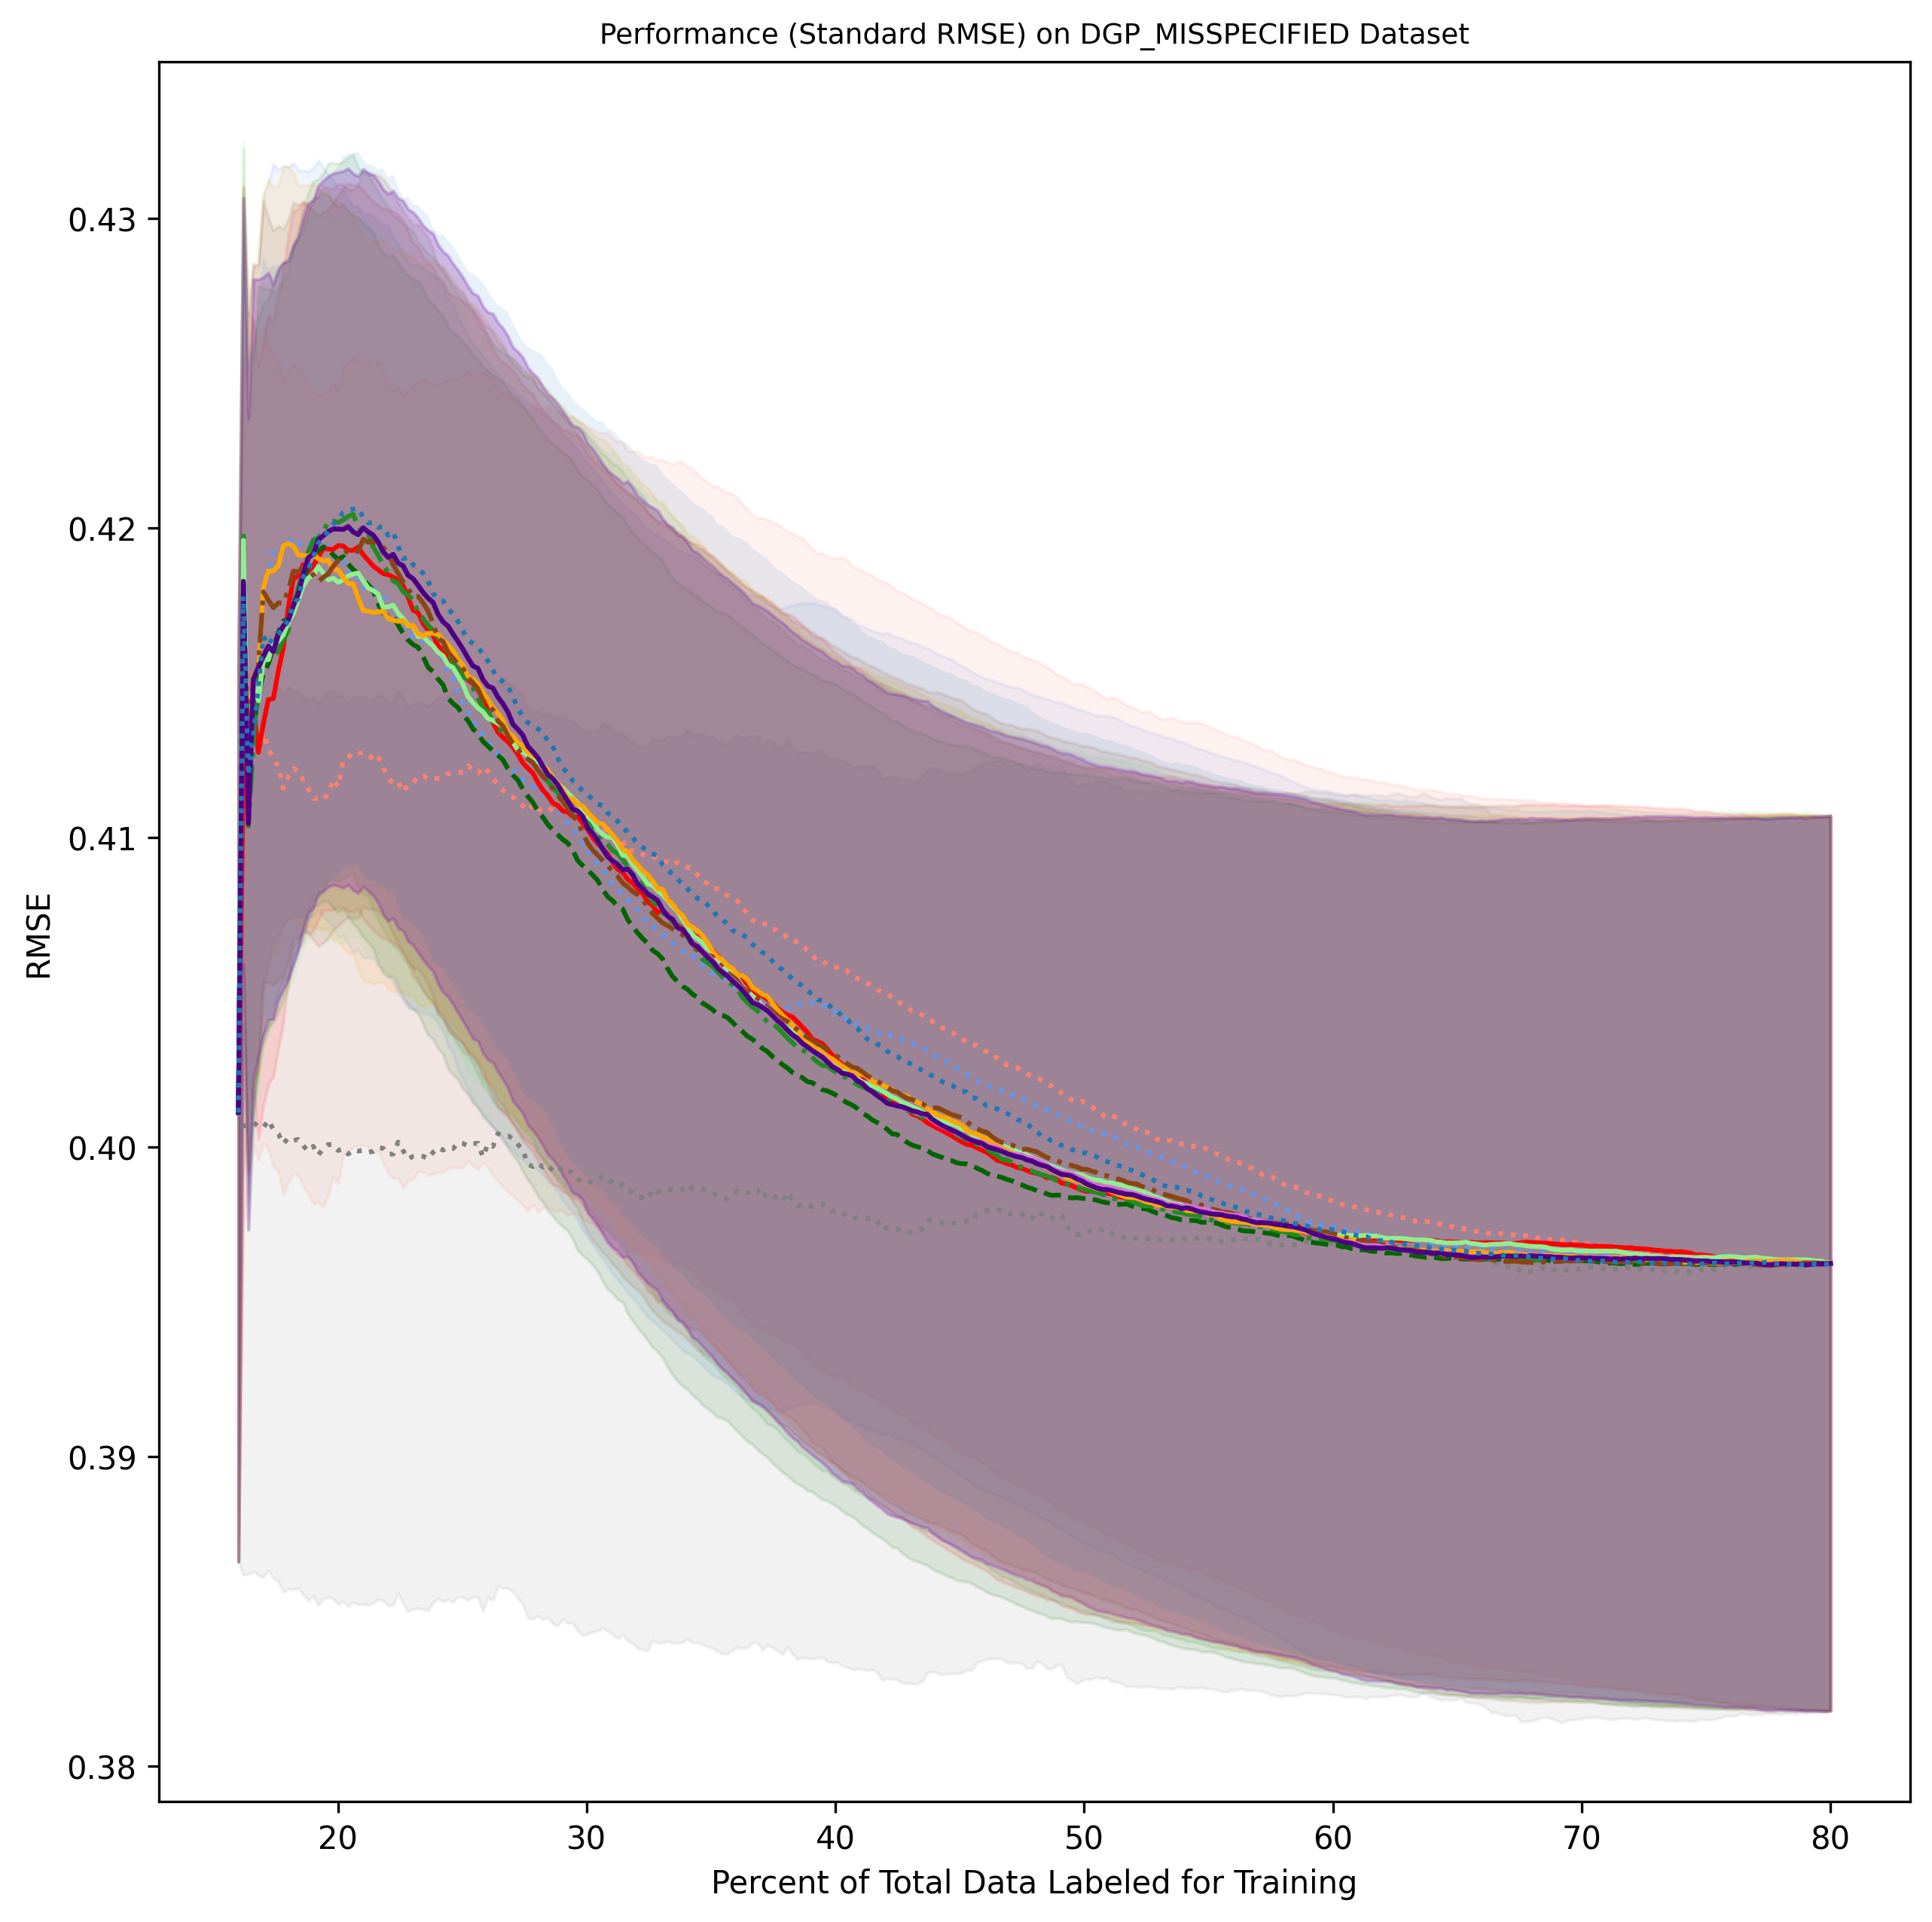 Performance (Standard RMSE) on DGP_MISSPECIFIED Dataset
RMSE
0.43
0.42
0.41
0.40
0.39
0.38
20 30 40 50 60 70 80
Percent of Total Data Labeled for Training